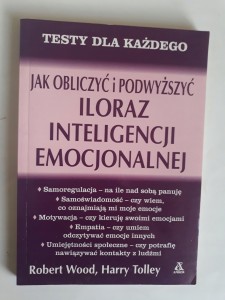 TESTY DLA KAŻDEGO
JAK OBLICZYĆ i PODWYŻSZYĆ
ILORAZ
INTELIGENCJI
EMOCJONALNEJ
♦ Samoregulacja – na ile nad sobą panuję
♦ Samoświadomość – czy wiem,
co oznajmiają mi moje emocje
♦ Motywacja – czy kieruję swoimi emocjami
♦ Empatia – czy umiem
odczytywać emocje innych
♦ Umiejętności społeczne – czy potrafię
nawiązywać kontakty z ludźmi
Robert Wood, Harry Tolley